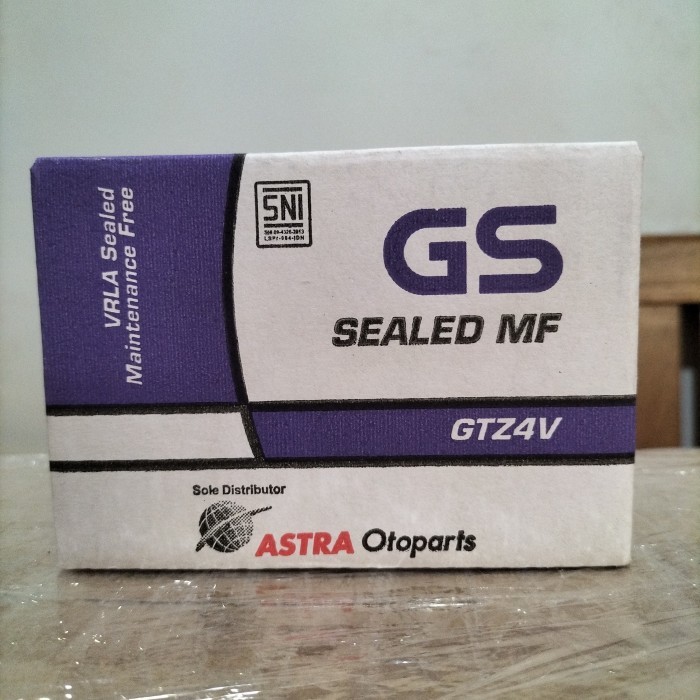 VRLA Sealed
Maintenance Free
SNI
GS
SEALED MF
GTZ4V
Sole Distributor
ASTRA Otoparts